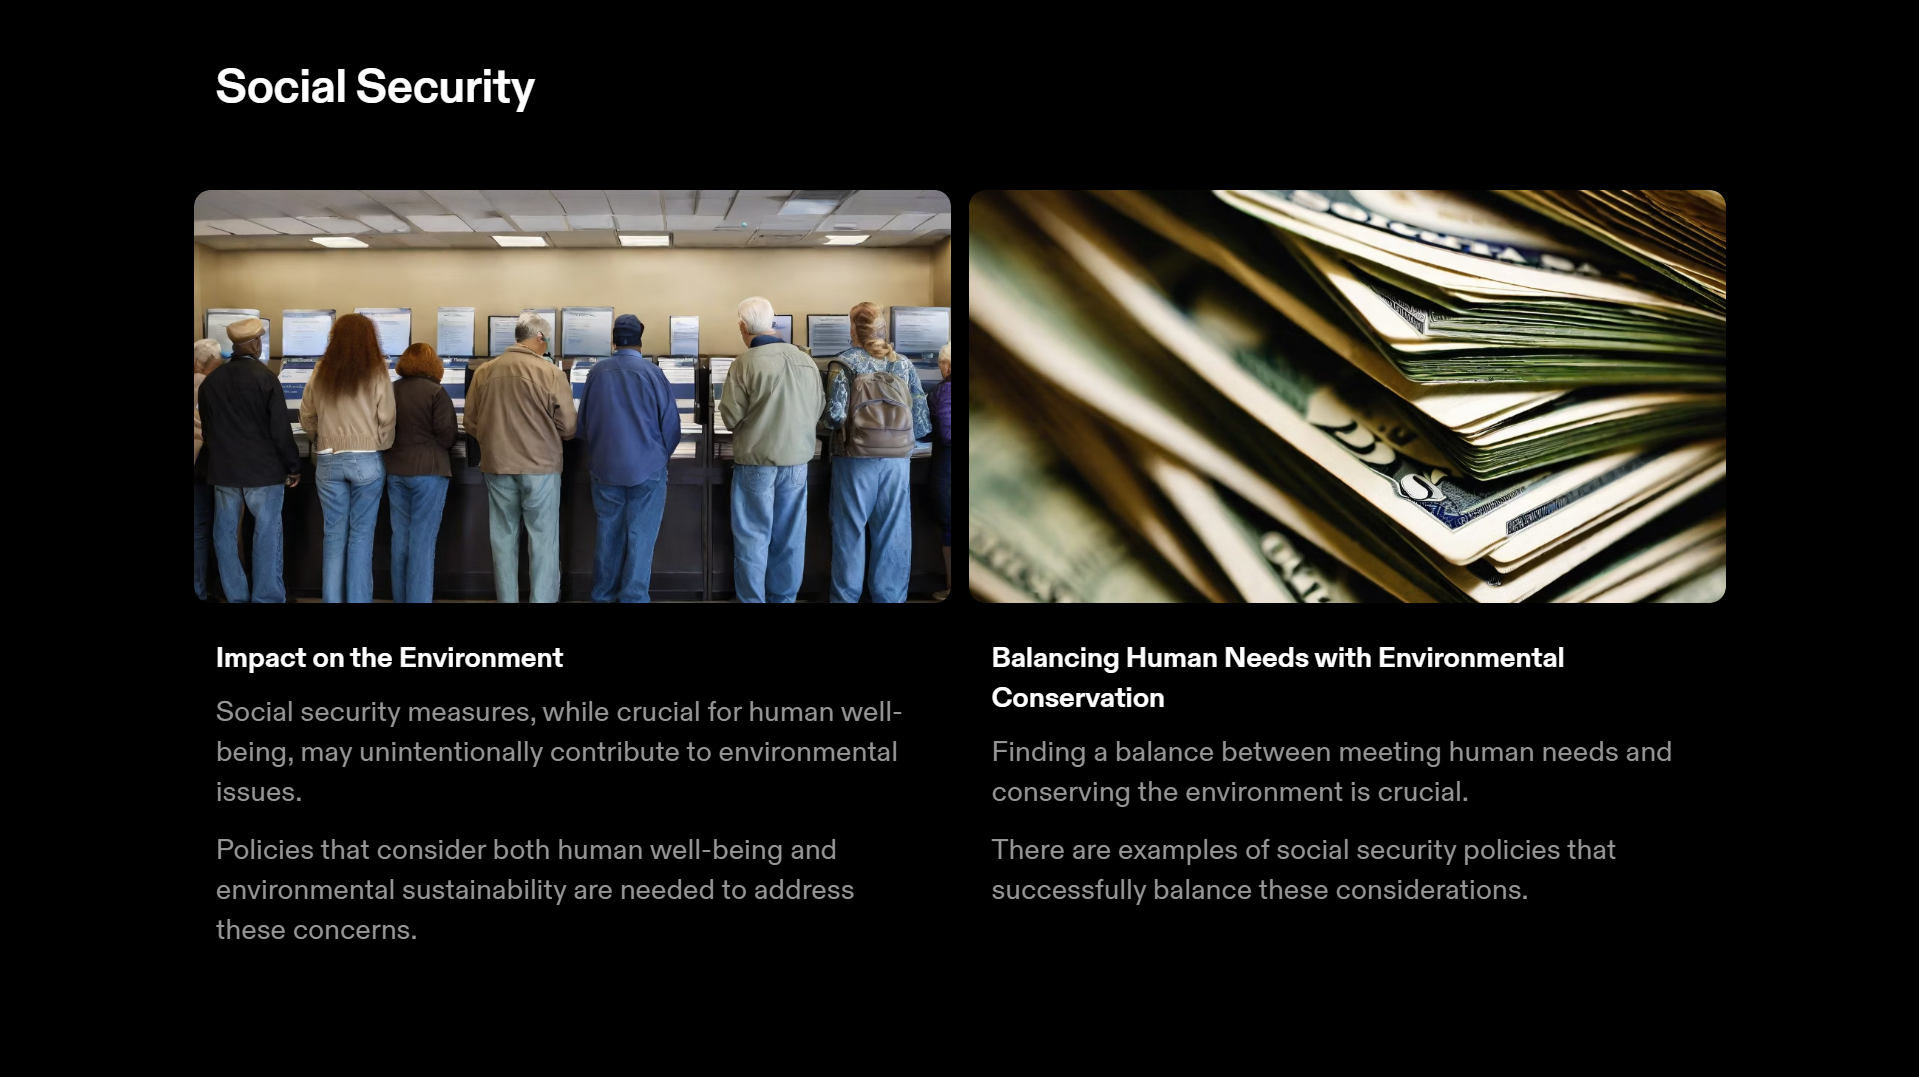 Social Security
Impact on the Environment
Social security measures, while crucial for human well-
being, may unintentionally contribute to environmental
issues.
Policies that consider both human well-being and
environmental sustainability are needed to address
these concerns.
Balancing Human Needs with Environmental
Conservation
Finding a balance between meeting human needs and
conserving the environment is crucial.
There are examples of social security policies that
successfully balance these considerations.